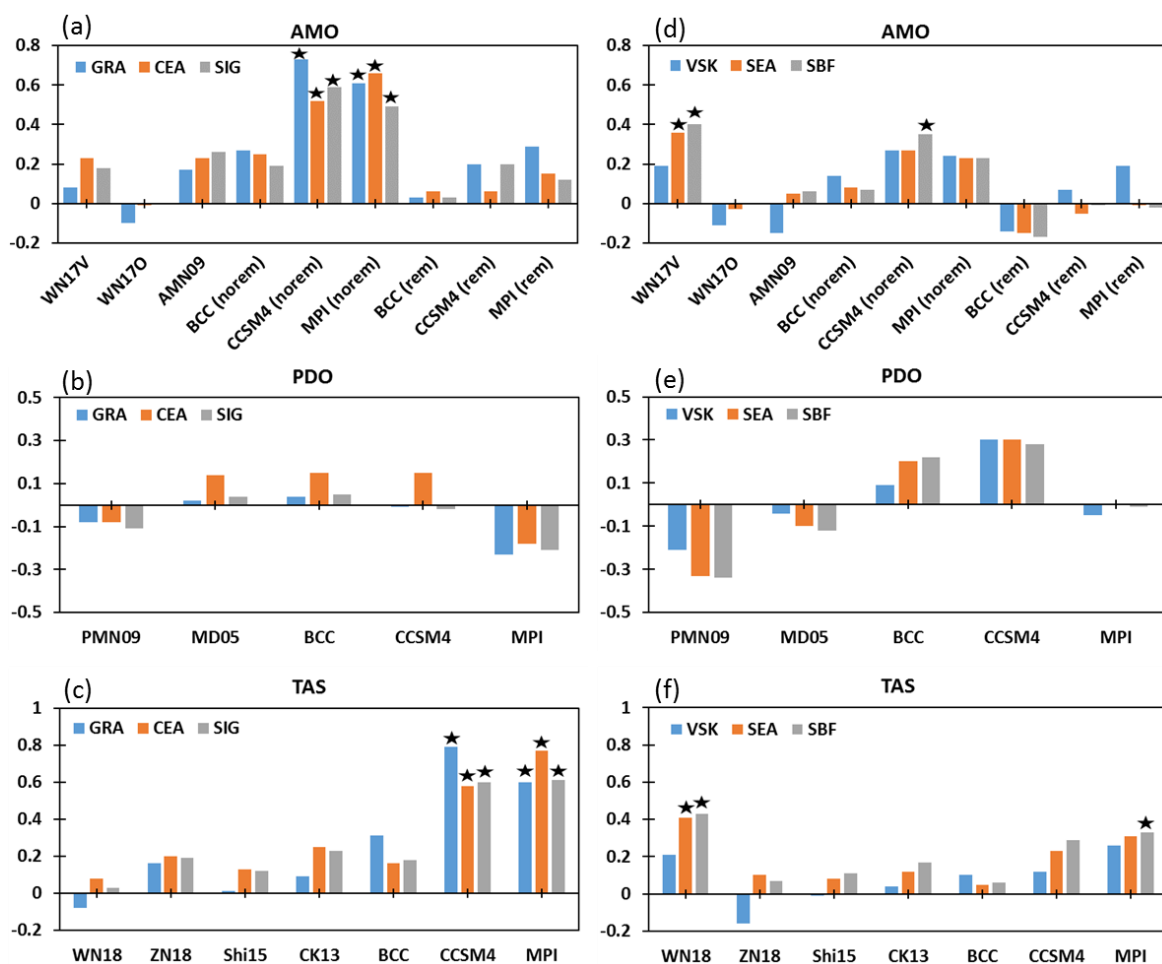 (a)
AMO
GRA CEA SIG
0.8
0.6
0.4
0.2
0
-0.2
WN17V WN17O AMN09 BCC (norem) CCSM4 (norem) MPI (norem) BCC (rem) CCSM4 (rem) MPI (rem)
(d)
AMO
VSK SEA SBF
0.8
0.6
0.4
0.2
0
-0.2
WN17V WN17O AMN09 BCC (norem) CCSM4 (norem) MPI (norem) BCC (rem) CCSM4 (rem) MPI (rem)
(b)
PDO
GRA CEA SIG
0.5
0.3
0.1
-0.1
-0.3
-0.5
PMN09 MD05 BCC CCSM4 MPI
(e)
PDO
VSK SEA SBF
0.5
0.3
0.1
-0.1
-0.3
-0.5
PMN09 MD05 BCC CCSM4 MPI
(c)
TAS
GRA CEA SIG
1
0.8
0.6
0.4
0.2
0
-0.2
WN18 ZN18 Shi15 CK13 BCC CCSM4 MPI
(f)
TAS
VSK SEA SBF
1
0.8
0.6
0.4
0.2
0
-0.2
WN18 ZN18 Shi15 CK13 BCC CCSM4 MPI